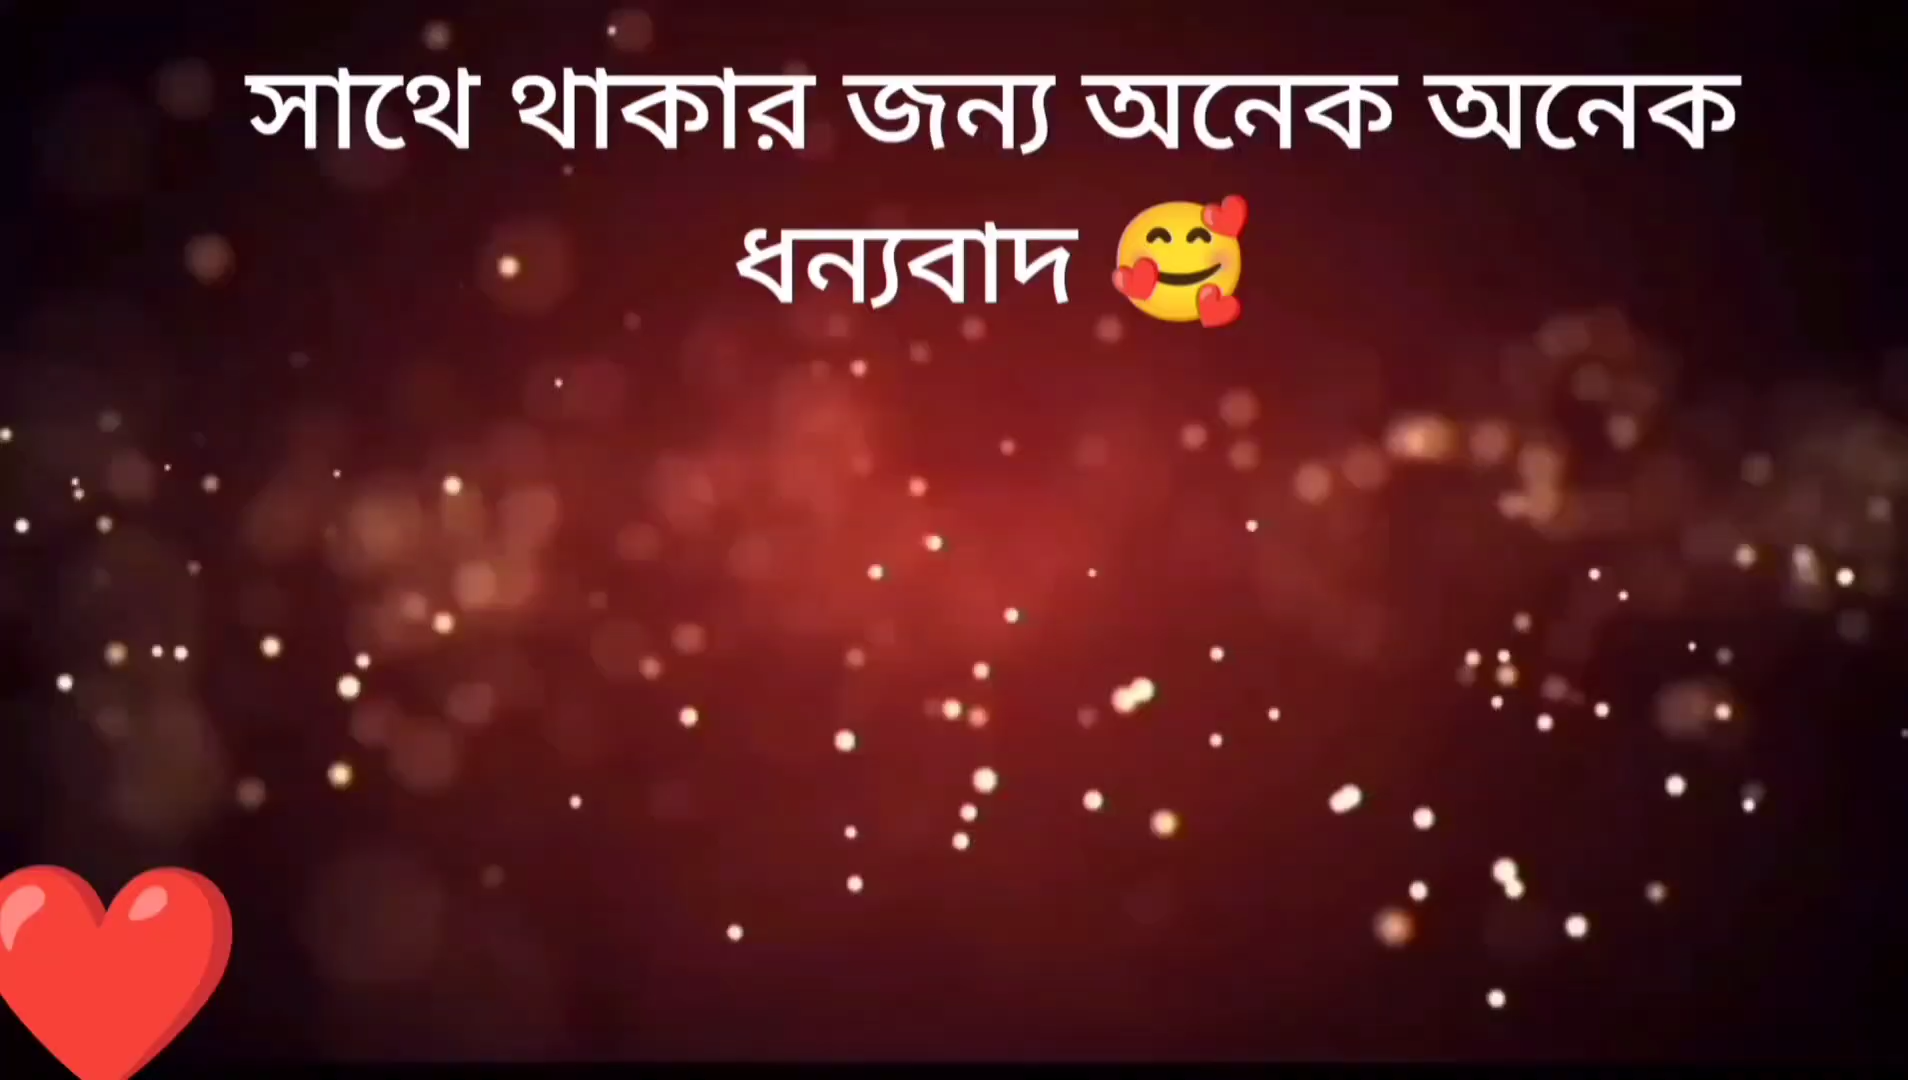 সাথে থাকার জন্য অনেক অনেক
ধন্যবাদ 🥰